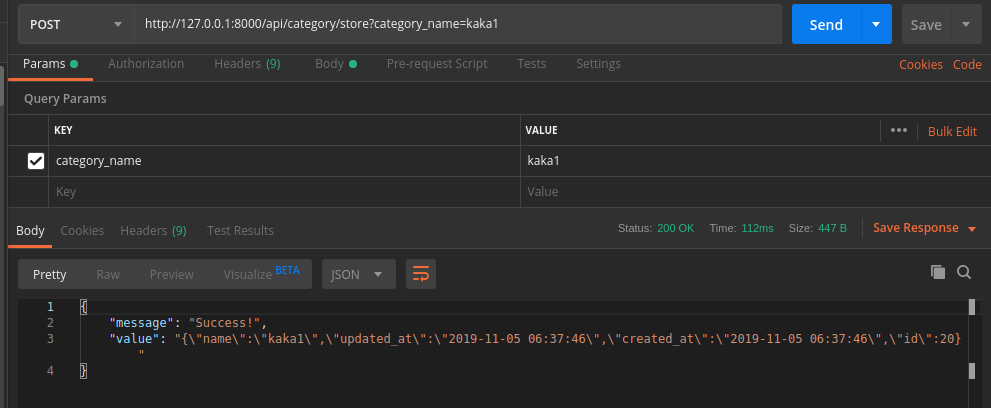 POST http://127.0.0.1:8000/api/category/store?category_name=kaka1 Send Save
Params Authorization Headers (9) Body Pre-request Script Tests Settings Cookies Code
Query Params
KEY VALUE ••• Bulk Edit
category_name kaka1
Key Value
Body Cookies Headers (9) Test Results Status: 200 OK Time: 112ms Size: 447 B Save Response
Pretty Raw Preview Visualize BETA JSON
1 {
2 "message": "Success!",
3 "value": "{\"name\":\"kaka1\",\"updated_at\":\"2019-11-05 06:37:46\",\"created_at\":\"2019-11-05 06:37:46\",\"id\":20}
"
4 }